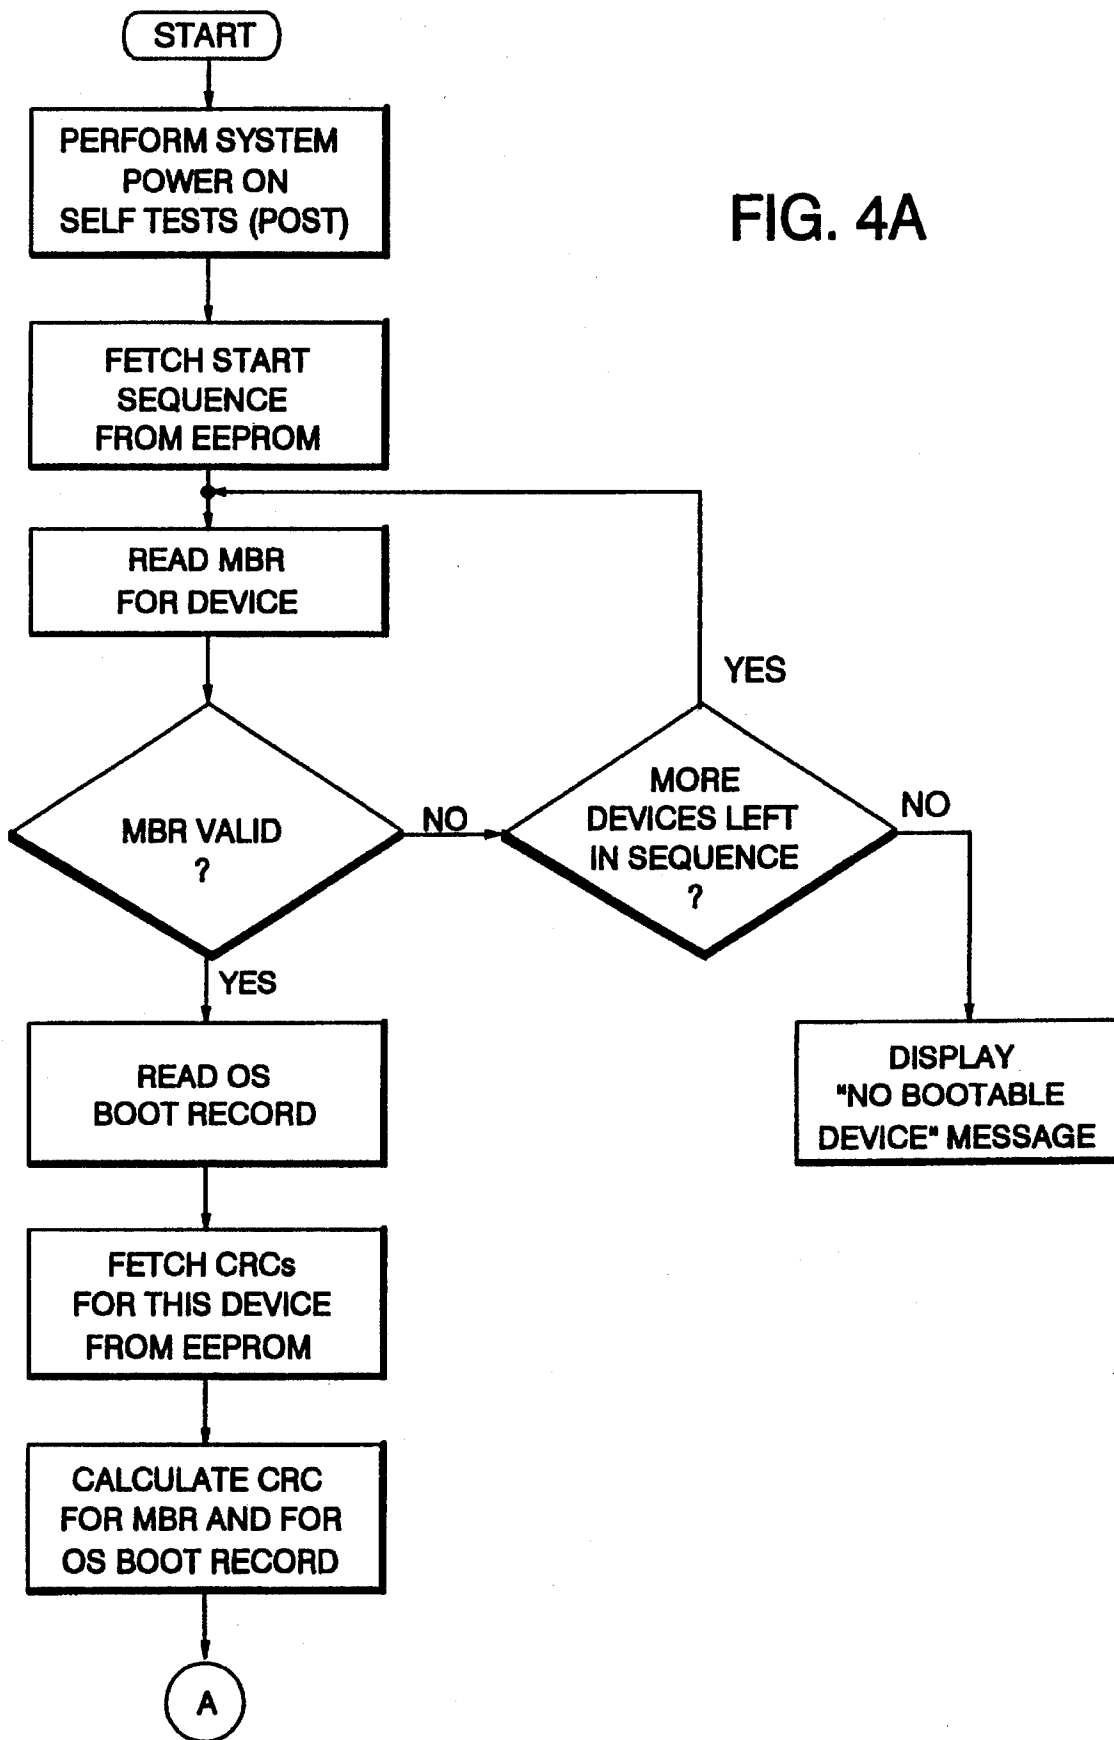 START
PERFORM SYSTEM
POWER ON
SELF TESTS (POST)
FIG. 4A
FETCH START
SEQUENCE
FROM EEPROM
READ MBR
FOR DEVICE
YES
MBR VALID
?
NO
MORE
DEVICES LEFT
IN SEQUENCE
?
NO
YES
READ OS
BOOT RECORD
DISPLAY
"NO BOOTABLE
DEVICE" MESSAGE
FETCH CRCs
FOR THIS DEVICE
FROM EEPROM
CALCULATE CRC
FOR MBR AND FOR
OS BOOT RECORD
A